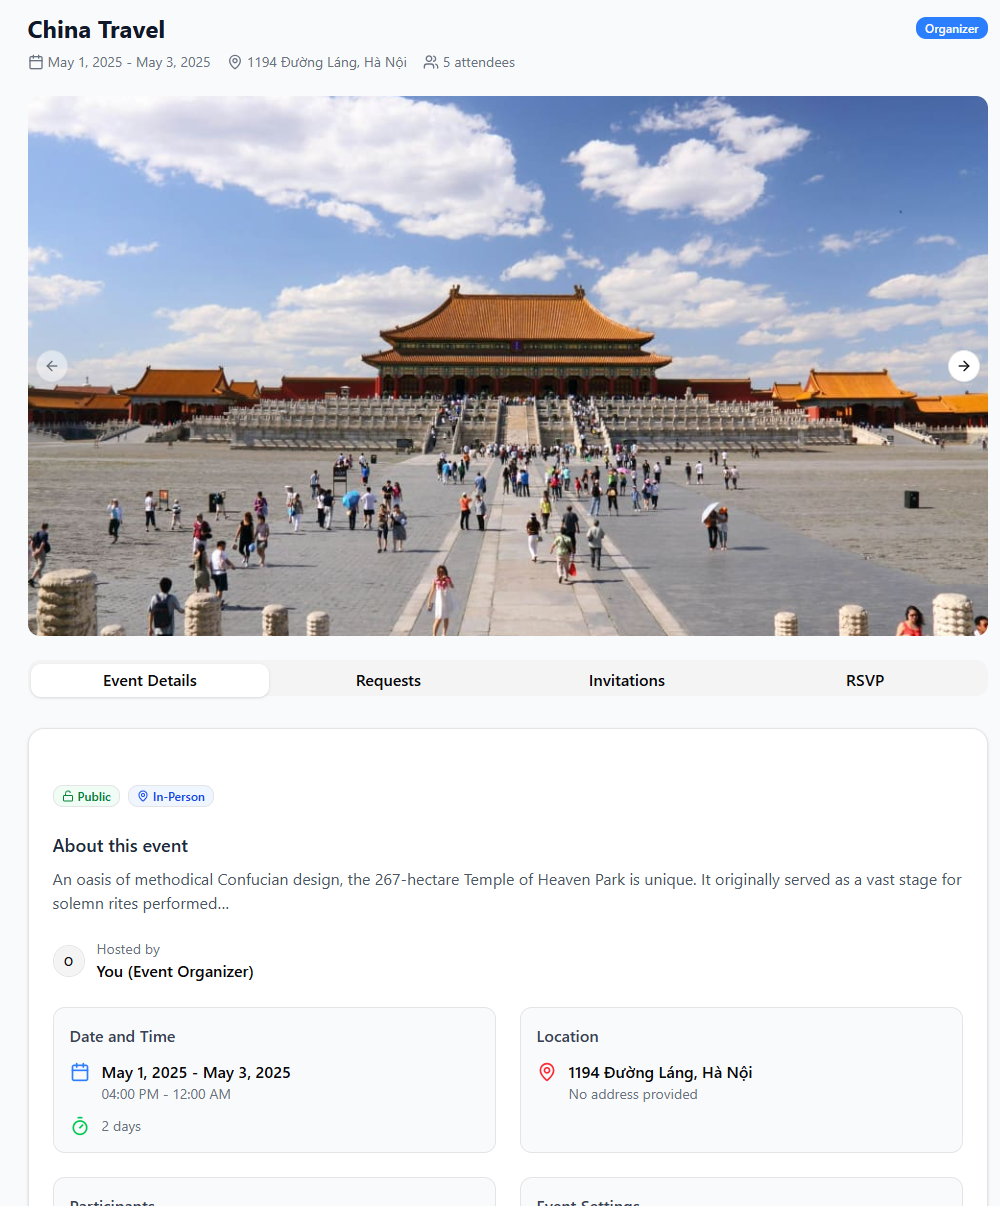 China Travel
Organizer
May 1, 2025 - May 3, 2025 1194 Đường Láng, Hà Nội 5 attendees
Event Details Requests Invitations RSVP
Public In-Person
About this event
An oasis of methodical Confucian design, the 267-hectare Temple of Heaven Park is unique. It originally served as a vast stage for
solemn rites performed...
O
Hosted by
You (Event Organizer)
Date and Time
May 1, 2025 - May 3, 2025
04:00 PM - 12:00 AM
2 days
Location
1194 Đường Láng, Hà Nội
No address provided
Participants
Event Settings